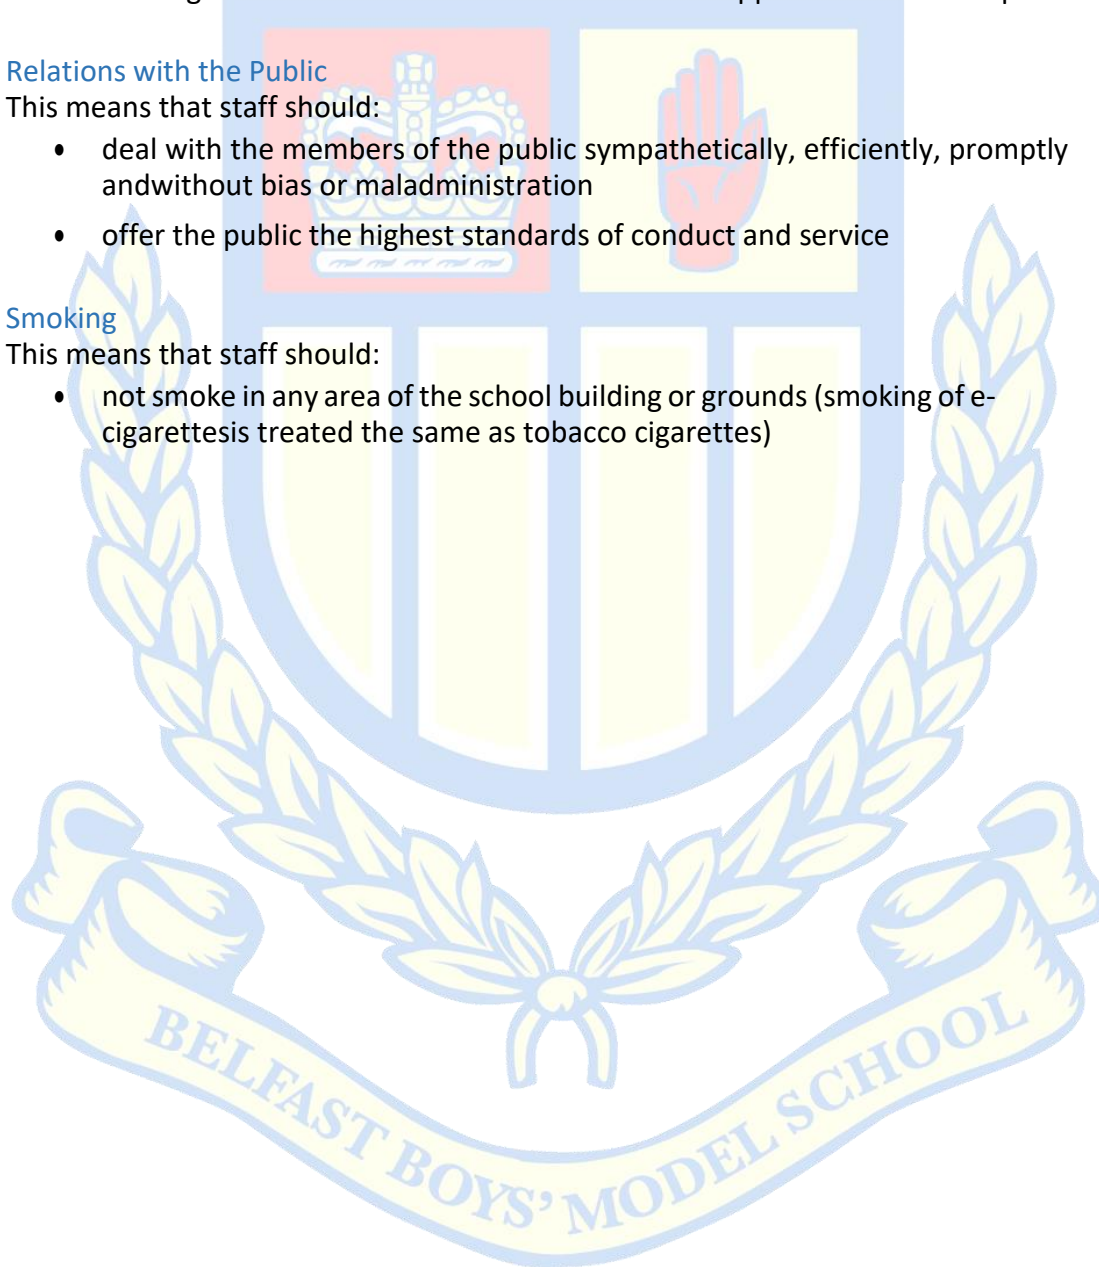 Relations with the Public
This means that staff should:
• deal with the members of the public sympathetically, efficiently, promptly
andwithout bias or maladministration
• offer the public the highest standards of conduct and service
Smoking
This means that staff should:
• not smoke in any area of the school building or grounds (smoking of e-
cigarettesis treated the same as tobacco cigarettes)
BELFAST BOYS’ MODEL SCHOOL